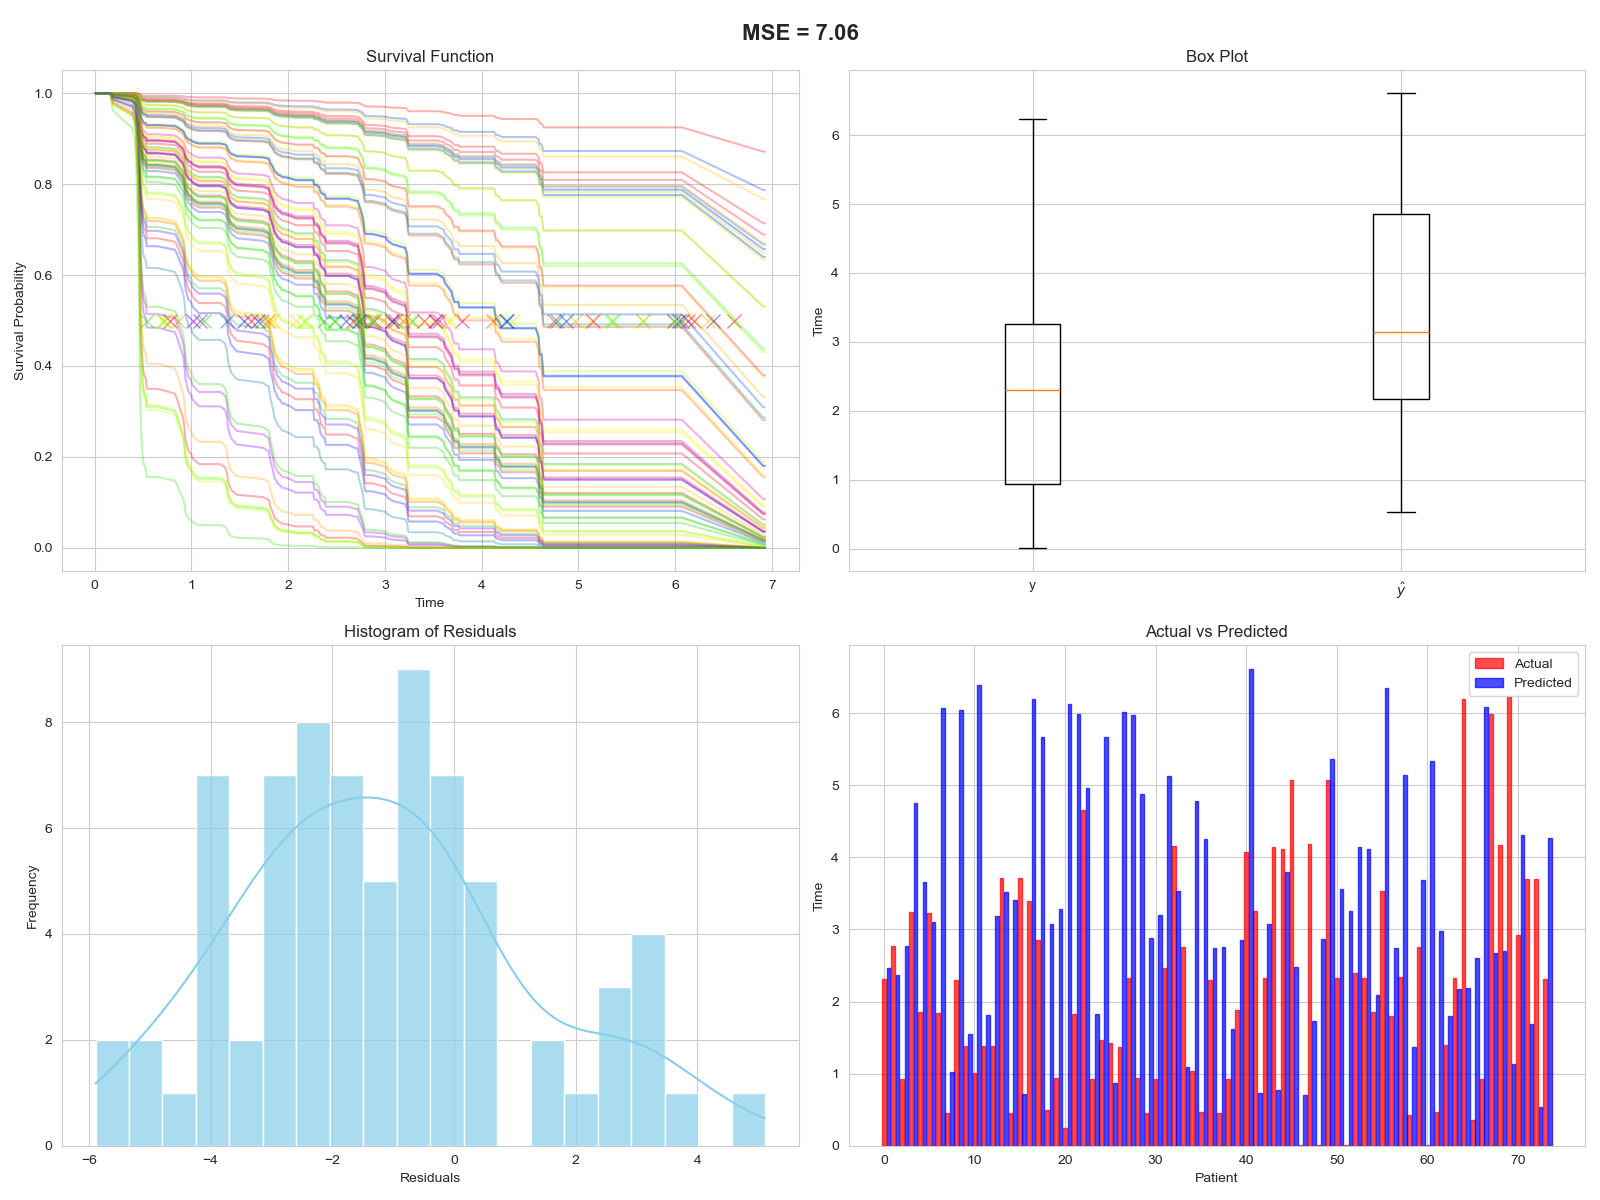 MSE = 7.06
Survival Function
1.0
0.8
0.6
0.4
0.2
0.0
Survival Probability
0 1 2 3 4 5 6 7
Time
Box Plot
6
5
4
3
2
1
0
Time
y ŷ
Histogram of Residuals
8
6
4
2
0
Frequency
−6 −4 −2 0 2 4
Residuals
Actual vs Predicted
Actual
Predicted
6
5
4
3
2
1
0
Time
0 10 20 30 40 50 60 70
Patient